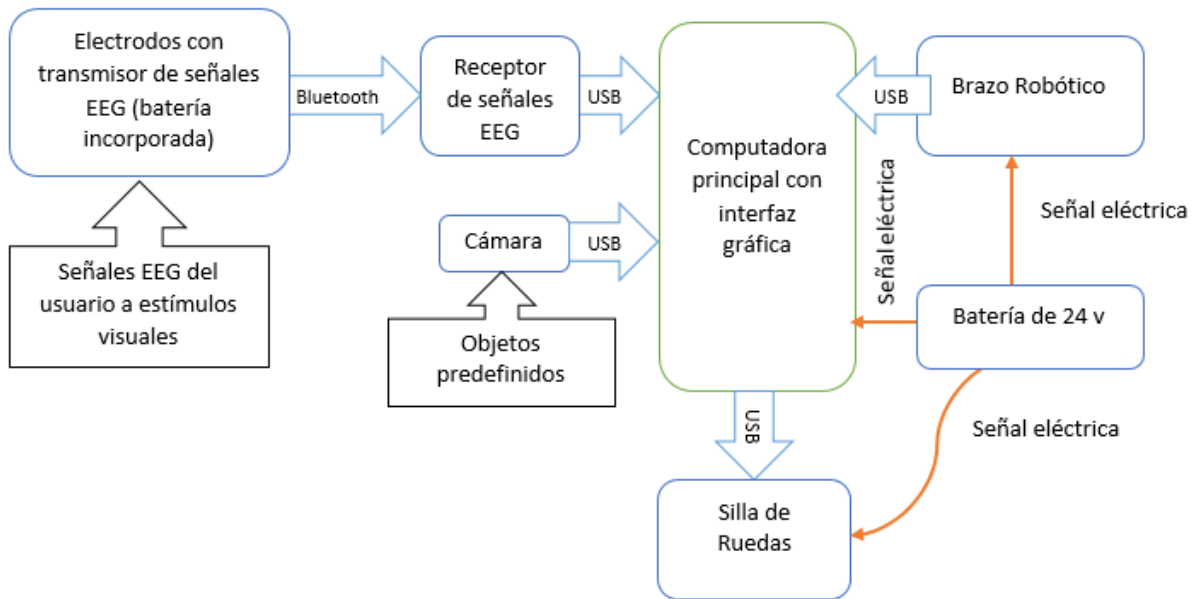 Electrodos con
transmisor de señales
EEG (batería
incorporada)
Bluetooth
Receptor
de señales
EEG
USB
Computadora
principal con
interfaz
gráfica
USB
Brazo Robótico
Señales EEG del
usuario a estímulos
visuales
Cámara
USB
Objetos
predefinidos
Señal eléctrica
Señal eléctrica
Batería de 24 v
Señal eléctrica
USB
Silla de
Ruedas